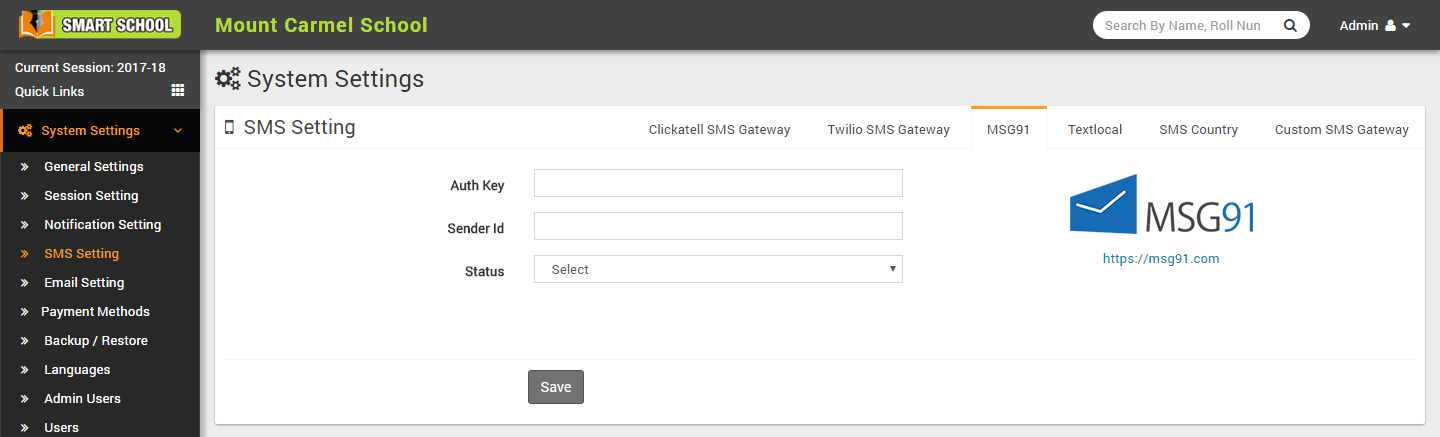 SMART SCHOOL
Mount Carmel School
Search By Name, Roll Nun
Admin
Current Session: 2017-18
Quick Links
System Settings
General Settings
Session Setting
Notification Setting
SMS Setting
Email Setting
Payment Methods
Backup / Restore
Languages
Admin Users
Users
System Settings
SMS Setting
Clickatell SMS Gateway
Twilio SMS Gateway
MSG91
Textlocal
SMS Country
Custom SMS Gateway
Auth Key
Sender Id
Status
Select
MSG91
https://msg91.com
Save